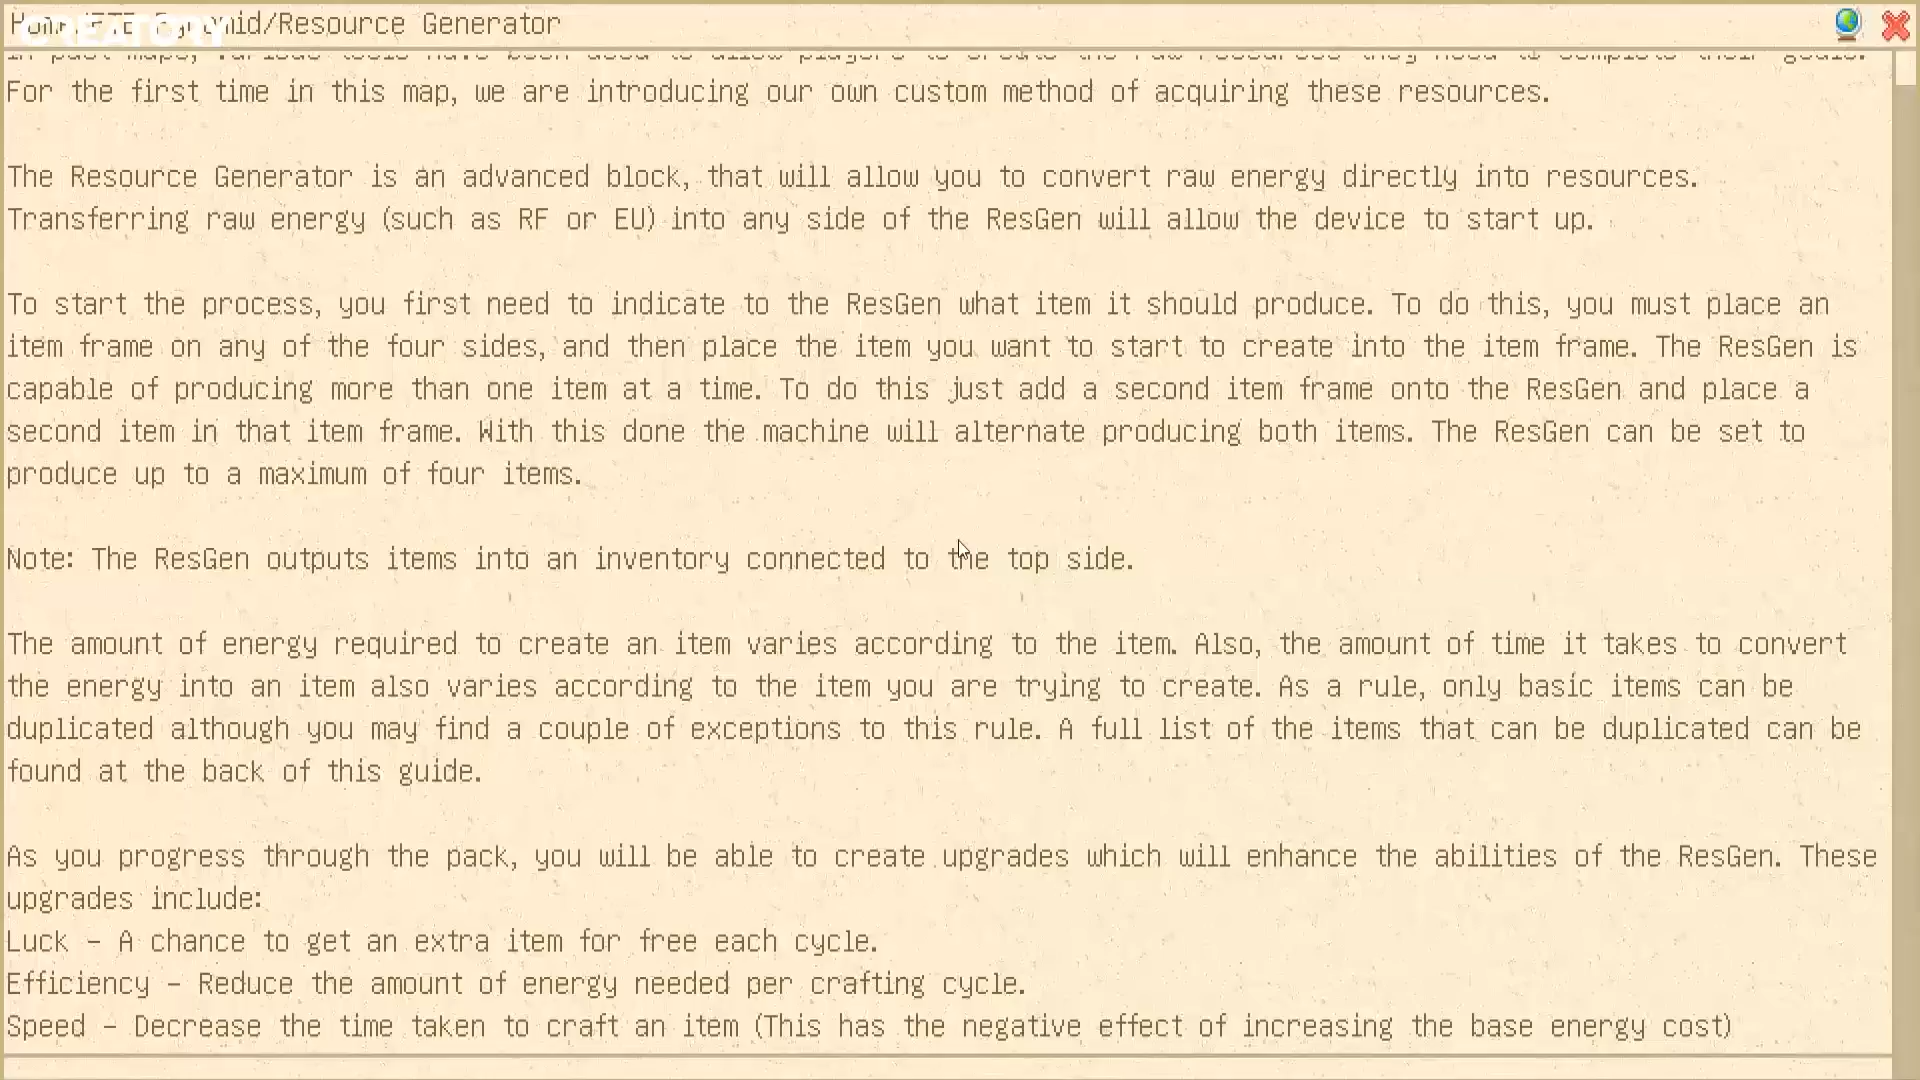 CREATORY
/Resource Generator
For the first time in this map, we are introducing our own custom method of acquiring these resources.
The Resource Generator is an advanced block, that will allow you to convert raw energy directly into resources.
Transferring raw energy (such as RF or EU) into any side of the ResGen will allow the device to start up.
To start the process, you first need to indicate to the ResGen what item it should produce. To do this, you must place an
item frame on any of the four sides, and then place the item you want to start to create into the item frame. The ResGen is
capable of producing more than one item at a time. To do this just add a second item frame onto the ResGen and place a
second item in that item frame. With this done the machine will alternate producing both items. The ResGen can be set to
produce up to a maximum of four items.
Note: The ResGen outputs items into an inventory connected to the top side.
The amount of energy required to create an item varies according to the item. Also, the amount of time it takes to convert
the energy into an item also varies according to the item you are trying to create. As a rule, only basic items can be
duplicated although you may find a couple of exceptions to this rule. A full list of the items that can be duplicated can be
found at the back of this guide.
As you progress through the pack, you will be able to create upgrades which will enhance the abilities of the ResGen. These
upgrades include:
Luck - A chance to get an extra item for free each cycle.
Efficiency - Reduce the amount of energy needed per crafting cycle.
Speed - Decrease the time taken to craft an item (This has the negative effect of increasing the base energy cost)